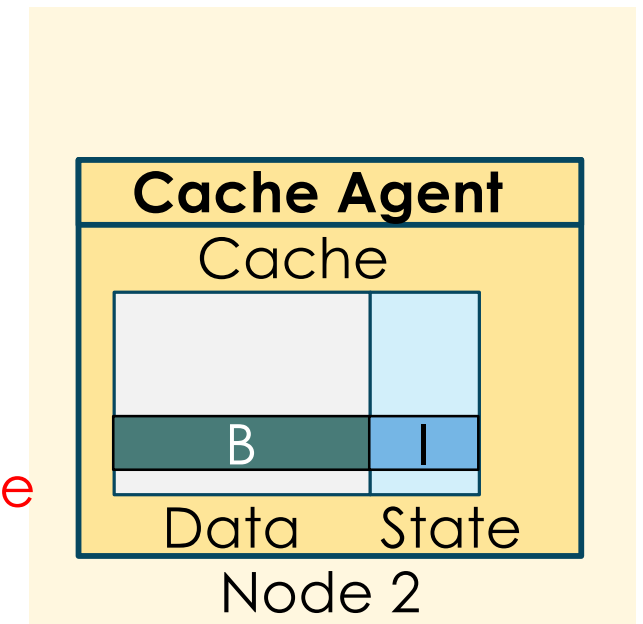 Cache Agent
Cache
B I
e
Data State
Node 2